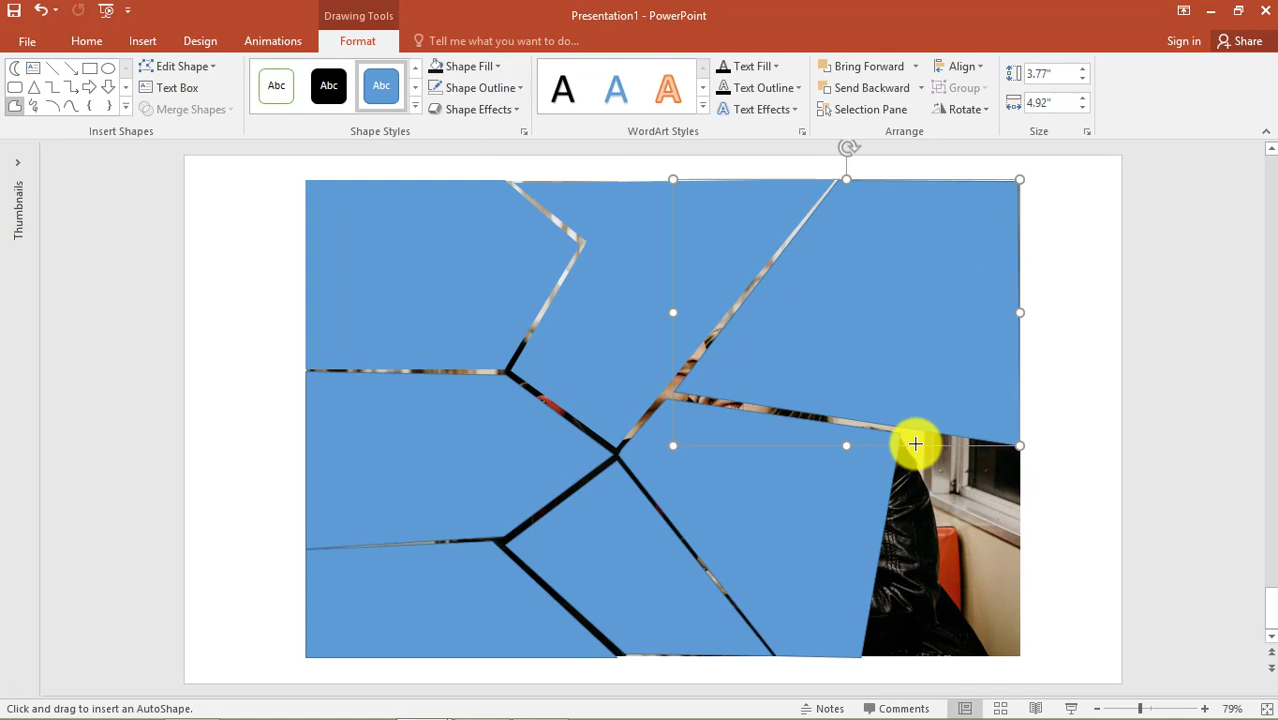 Drawing Tools
Presentation1 - PowerPoint
File
Home
Insert
Design
Transitions
Animations
Format
Tell me what you want to do...
Sign in
Share
Edit Shape
Text Box
Merge Shapes
Insert Shapes
Abc
Abc
Abc
Shape Fill
Shape Outline
Shape Effects
Shape Styles
A
A
A
Text Fill
Text Outline
Text Effects
WordArt Styles
Bring Forward
Send Backward
Selection Pane
Align
Group
Rotate
Arrange
3.77"
4.92"
Size
Thumbnails
Click and drag to insert an AutoShape.
Notes
Comments
79%